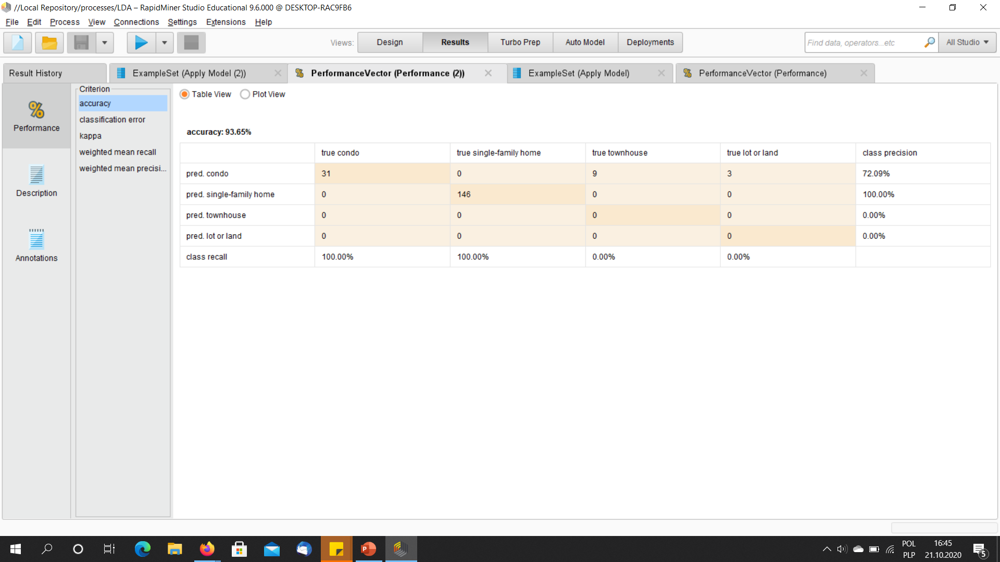 //Local Repository/processes/LDA – RapidMiner Studio Educational 9.6.000 @ DESKTOP-RAC9FB6
File Edit Process View Connections Settings Extensions Help
Views: Design Results Turbo Prep Auto Model Deployments Find data, operators...etc All Studio
Result History ExampleSet (Apply Model (2)) PerformanceVector (Performance (2)) ExampleSet (Apply Model) PerformanceVector (Performance)
% Performance
Description
Annotations
Criterion
accuracy
classification error
kappa
weighted mean recall
weighted mean precisi...
Table View Plot View
accuracy: 93.65%
true condo true single-family home true townhouse true lot or land class precision
pred. condo 31 0 9 3 72.09%
pred. single-family home 0 146 0 0 100.00%
pred. townhouse 0 0 0 0 0.00%
pred. lot or land 0 0 0 0 0.00%
class recall 100.00% 100.00% 0.00% 0.00%
POL 16:45
PLP 21.10.2020 5